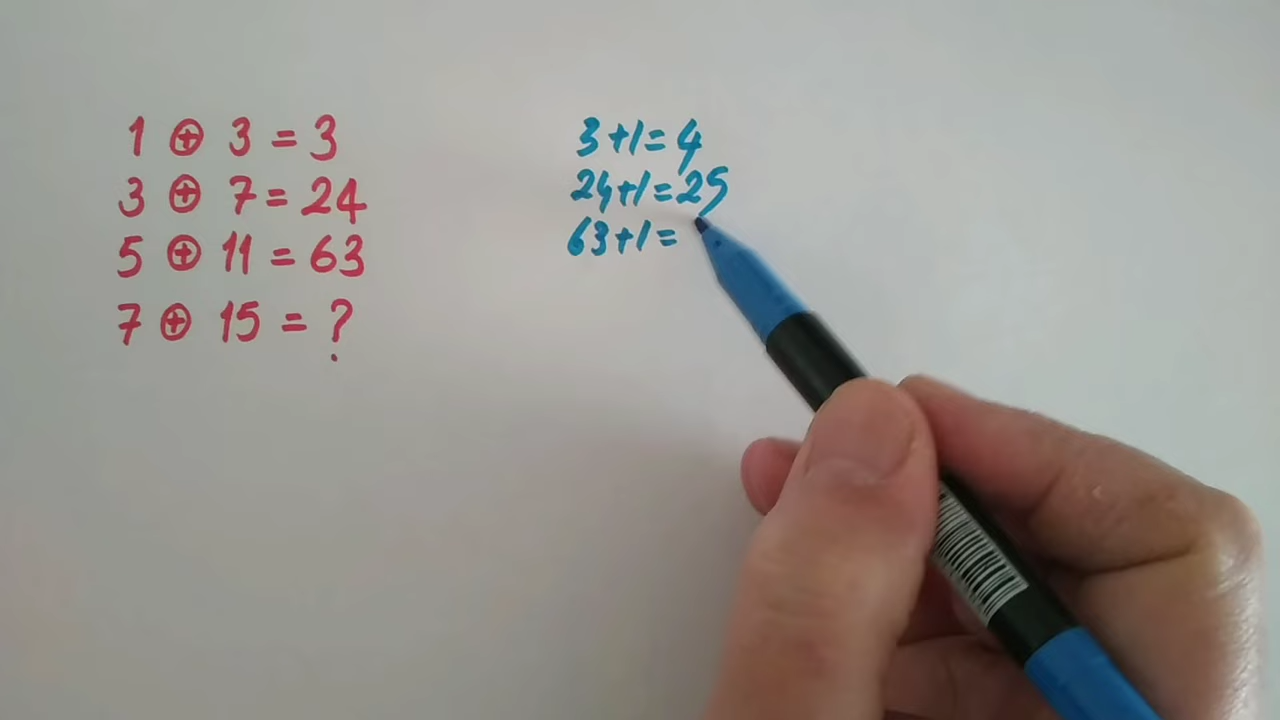 1 ⊕ 3 = 3
3 ⊕ 7 = 24
5 ⊕ 11 = 63
7 ⊕ 15 = ?
3+1=4
24+1=25
63+1=